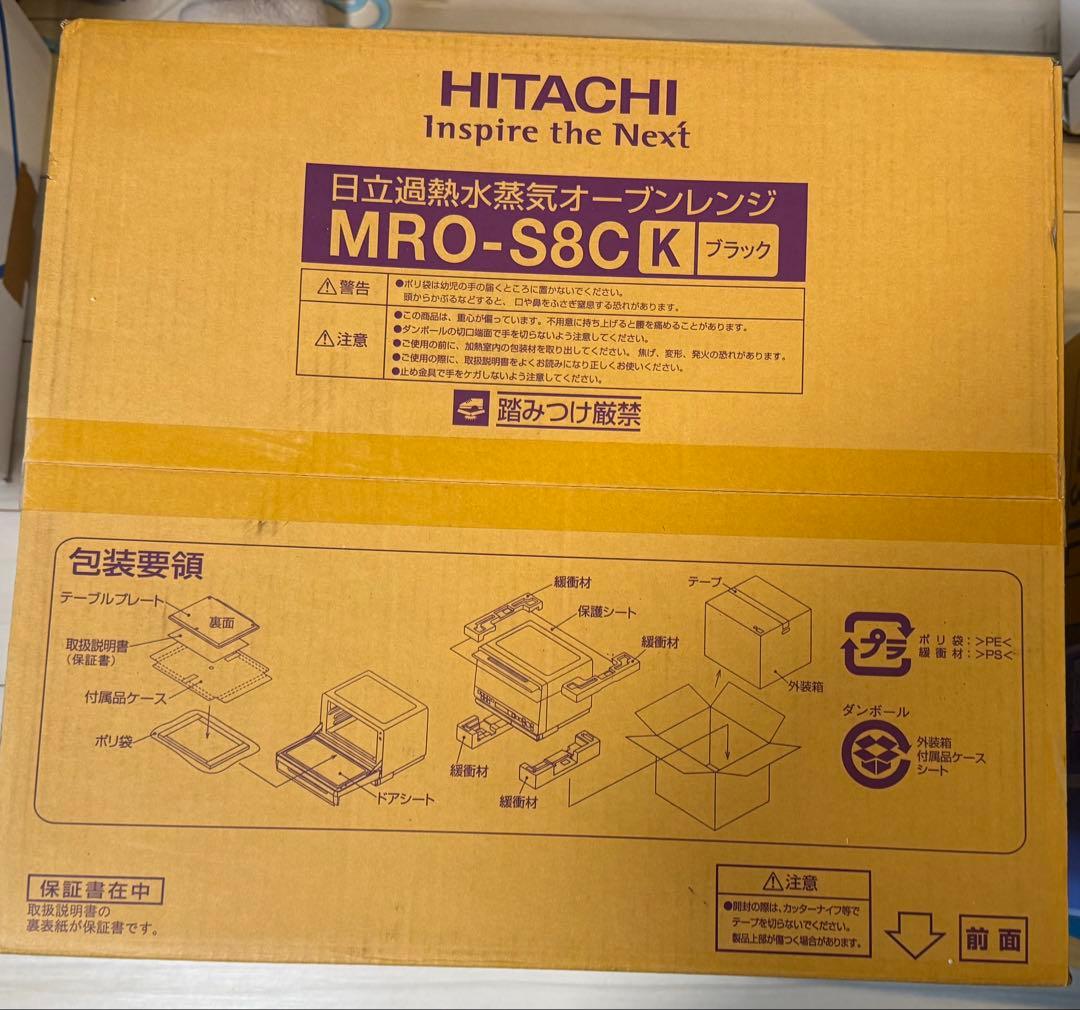 HITACHI
Inspire the Next
日立過熱水蒸気オーブンレンジ
MRO-S8C K ブラック
警告
●ポリ袋は幼児の手の届くところに置かないでください。
頭からかぶるなどすると、口や鼻をふさぎ窒息する恐れがあります。
注意
●この商品は、重心が偏っています。不用意に持ち上げると腰を痛めることがあります。
●ダンボールの切口端面で手を切らないよう注意してください。
●ご使用の前に、加熱室内の包装材を取り出してください。焦げ、変形、発火の恐れがあります。
●ご使用の際に、取扱説明書をよくお読みになり正しくお使いください。
●止め金具で手をケガしないよう注意してください。
踏みつけ厳禁
包装要領
テーブルプレート
裏面
取扱説明書
(保証書)
付属品ケース
ポリ袋
ドアシート
緩衝材
保護シート
緩衝材
緩衝材
緩衝材
テープ
外装箱
プラ
ポリ袋:>PE<
緩衝材:>PS<
ダンボール
外装箱
付属品ケース
シート
保証書在中
取扱説明書の
裏表紙が保証書です。
注意
●開封の際は、カッターナイフ等で
テープを切らないでください。
製品上部が傷つく場合があります。
前面